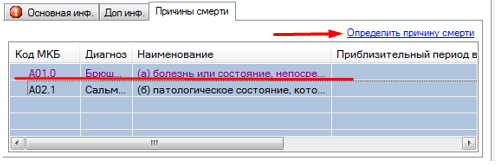 Основная инф. Доп инф. Причины смерти
Определить причину смерти
Код МКБ Диагноз Наименование Приблизительный период в
A01.0 Брюш... (а) болезнь или состояние, непосре...
A02.1 Сальм... (б) патологическое состояние, кото...